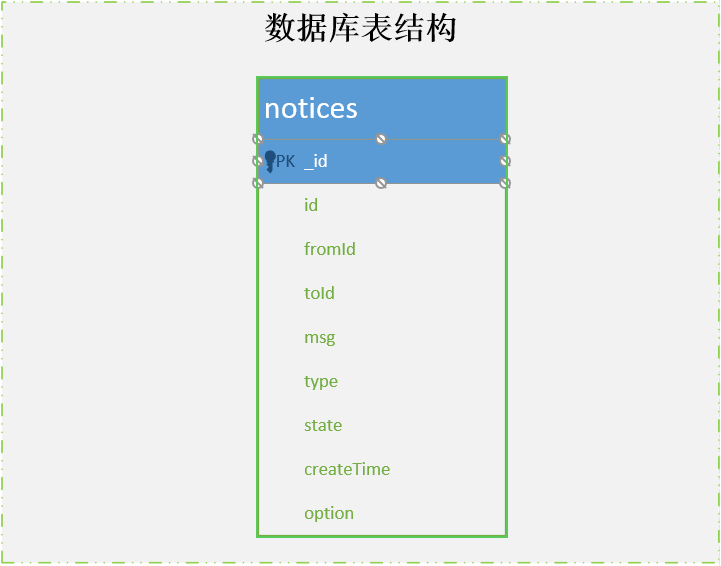 数据库表结构
notices
PK _id
id
fromId
toId
msg
type
state
createTime
option